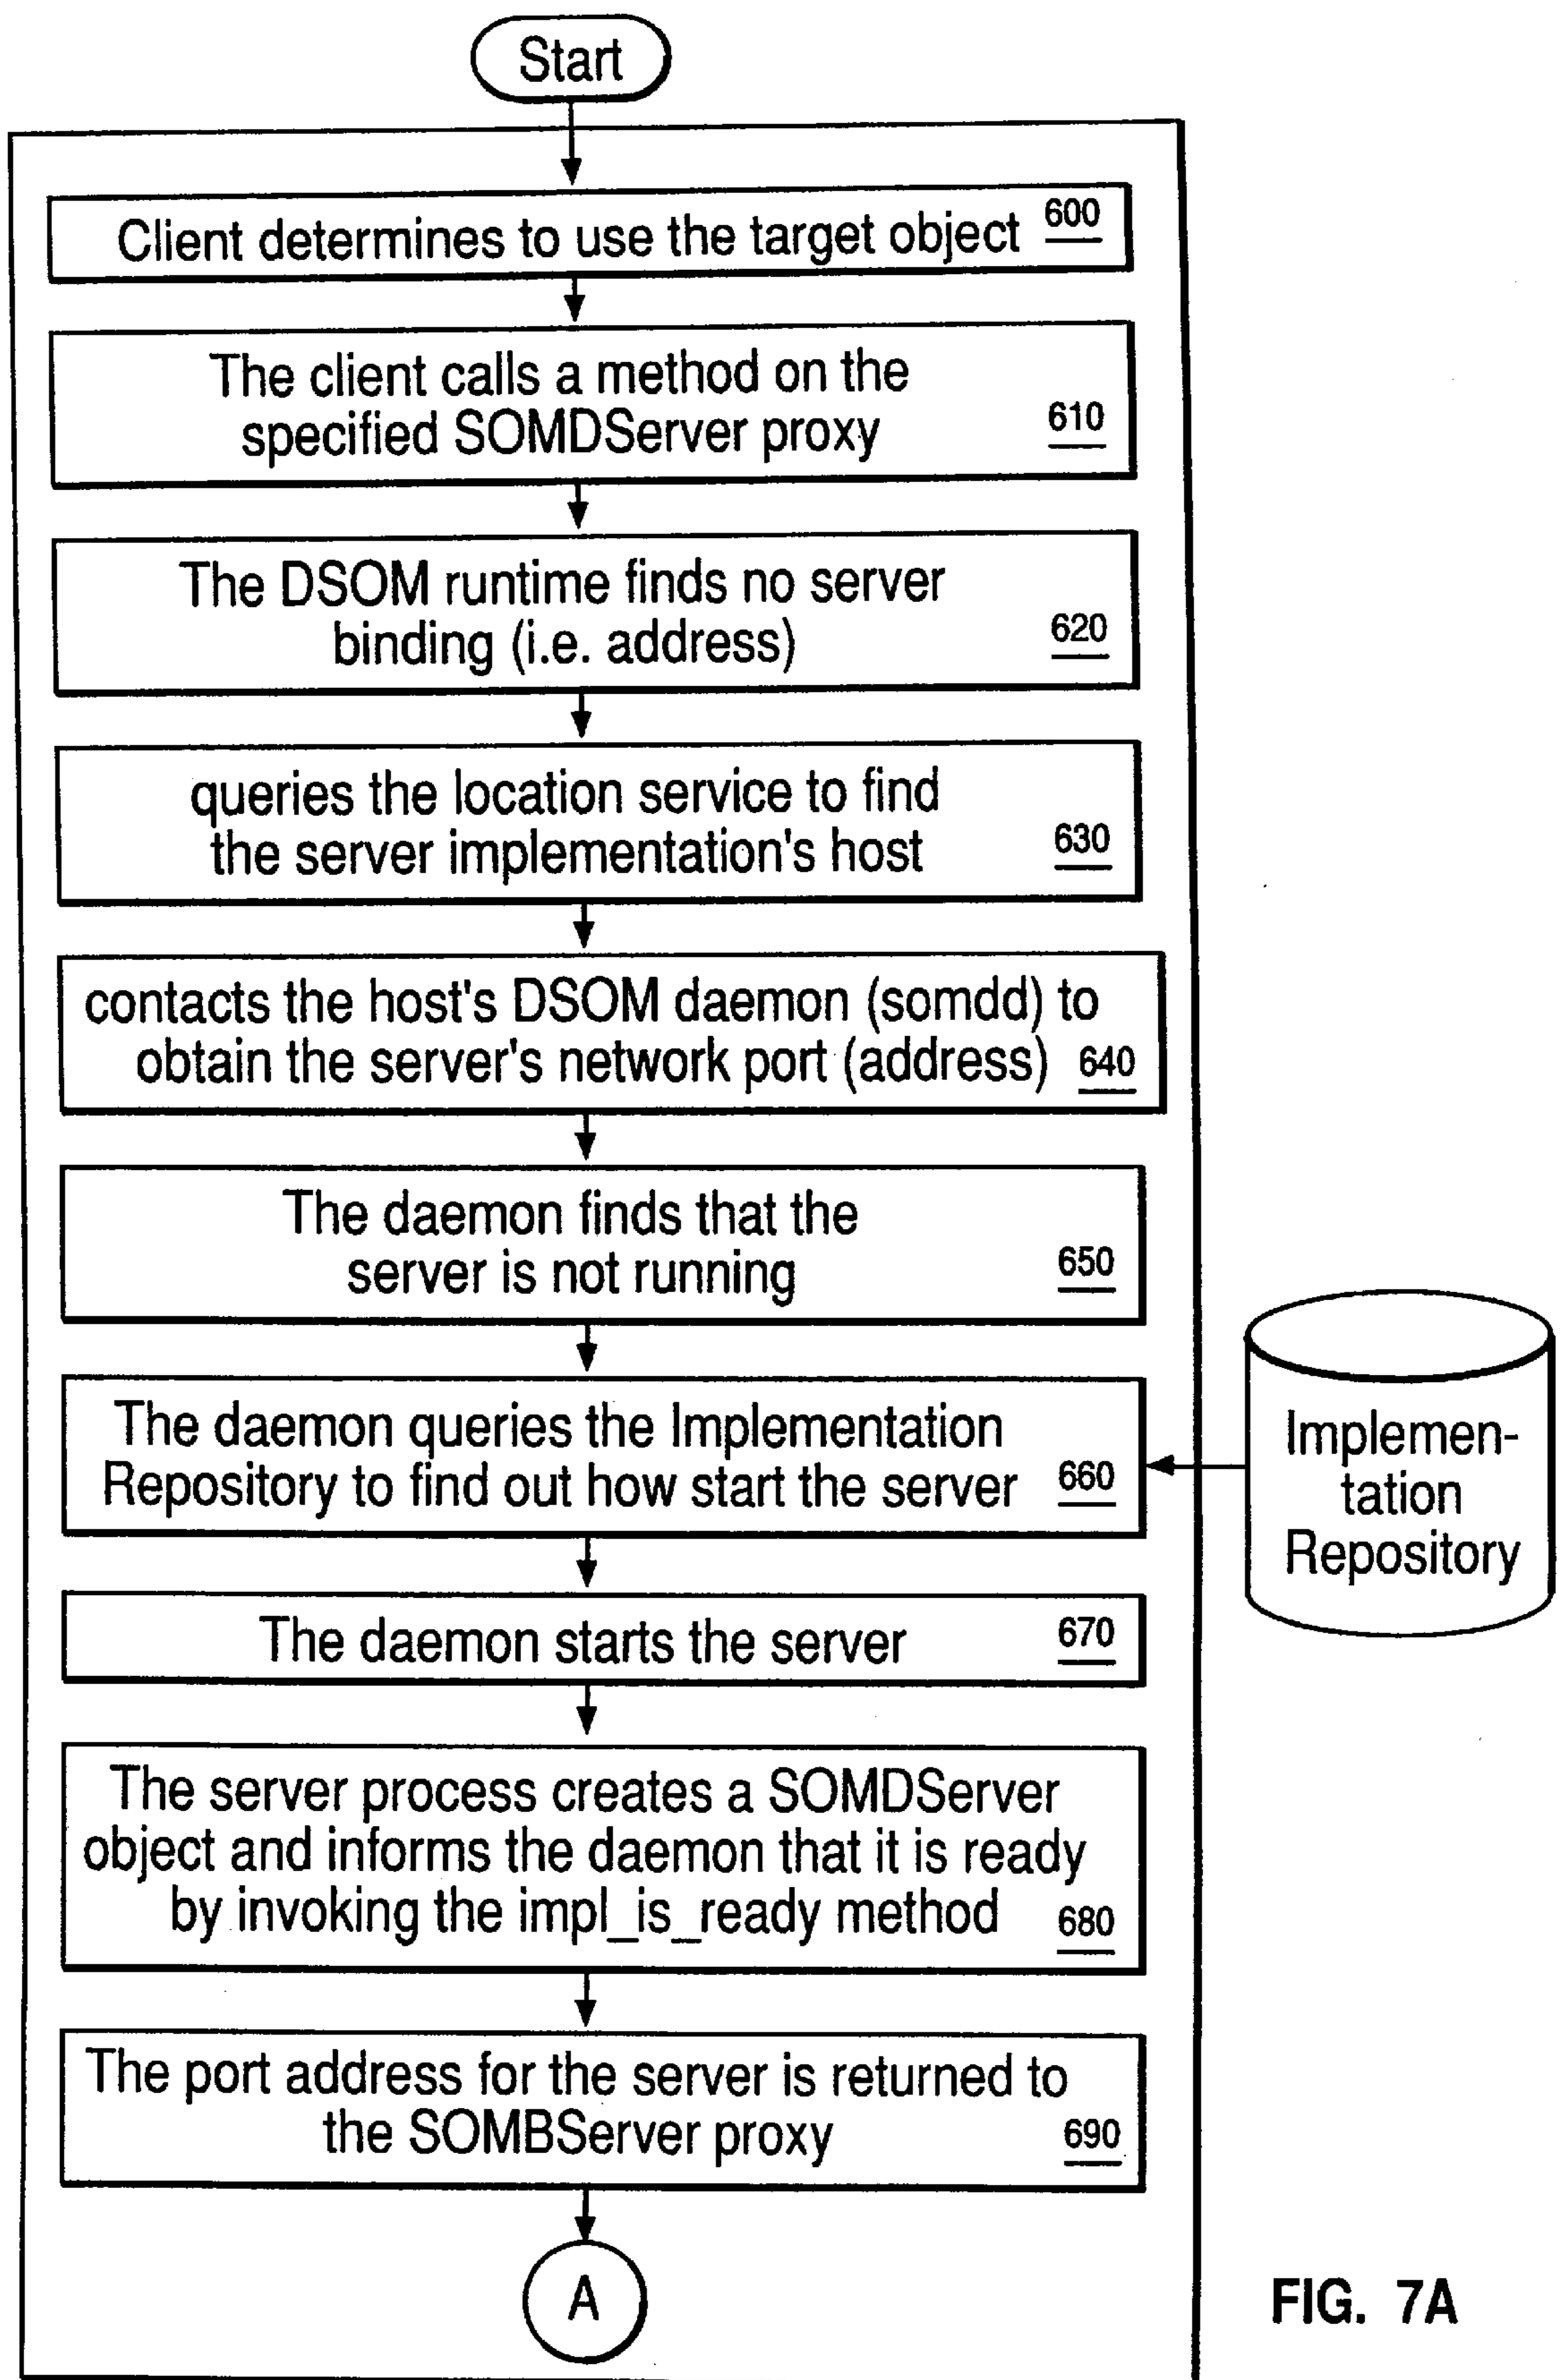 Start
Client determines to use the target object 600
The client calls a method on the
specified SOMDServer proxy 610
The DSOM runtime finds no server
binding (i.e. address) 620
queries the location service to find
the server implementation's host 630
contacts the host's DSOM daemon (somdd) to
obtain the server's network port (address) 640
The daemon finds that the
server is not running 650
The daemon queries the Implementation
Repository to find out how start the server 660
Implemen-
tation
Repository
The daemon starts the server 670
The server process creates a SOMDServer
object and informs the daemon that it is ready
by invoking the impl_is_ready method 680
The port address for the server is returned to
the SOMBServer proxy 690
A
FIG. 7A